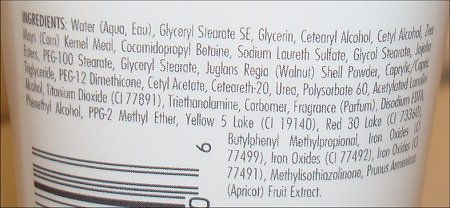 INGREDIENTS: Water (Aqua, Eau), Glyceryl Stearate SE, Glycerin, Cetearyl Alcohol, Cetyl Alcohol, Zea
Mays (Corn) Kernel Meal, Cocamidopropyl Betaine, Sodium Laureth Sulfate, Glycol Stearate, Jojoba
Esters, PEG-100 Stearate, Glyceryl Stearate, Juglans Regia (Walnut) Shell Powder, Caprylic/Capric
Triglyceride, PEG-12 Dimethicone, Cetyl Acetate, Ceteareth-20, Urea, Polysorbate 60, Acetylated Lanolin
Alcohol, Titanium Dioxide (CI 77891), Triethanolamine, Carbomer, Fragrance (Parfum), Disodium EDTA,
Phenethyl Alcohol, PPG-2 Methyl Ether, Yellow 5 Lake (CI 19140), Red 30 Lake (CI 73360),
Butylphenyl Methylpropional, Iron Oxides (CI
77499), Iron Oxides (CI 77492), Iron Oxides (CI
77491), Methylisothiazolinone, Prunus Armeniaca
(Apricot) Fruit Extract.
6
0